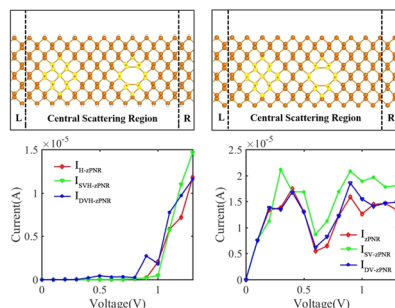 L Central Scattering Region R
L Central Scattering Region R
×10⁻⁵
1.5
1
0.5
0
Current(A)
I_H-zPNR
I_SVH-zPNR
I_DVH-zPNR
0 0.5 1
Voltage(V)
×10⁻⁵
2.5
2
1.5
1
0.5
0
Current(A)
I_zPNR
I_SV-zPNR
I_DV-zPNR
0 0.5 1
Voltage(V)